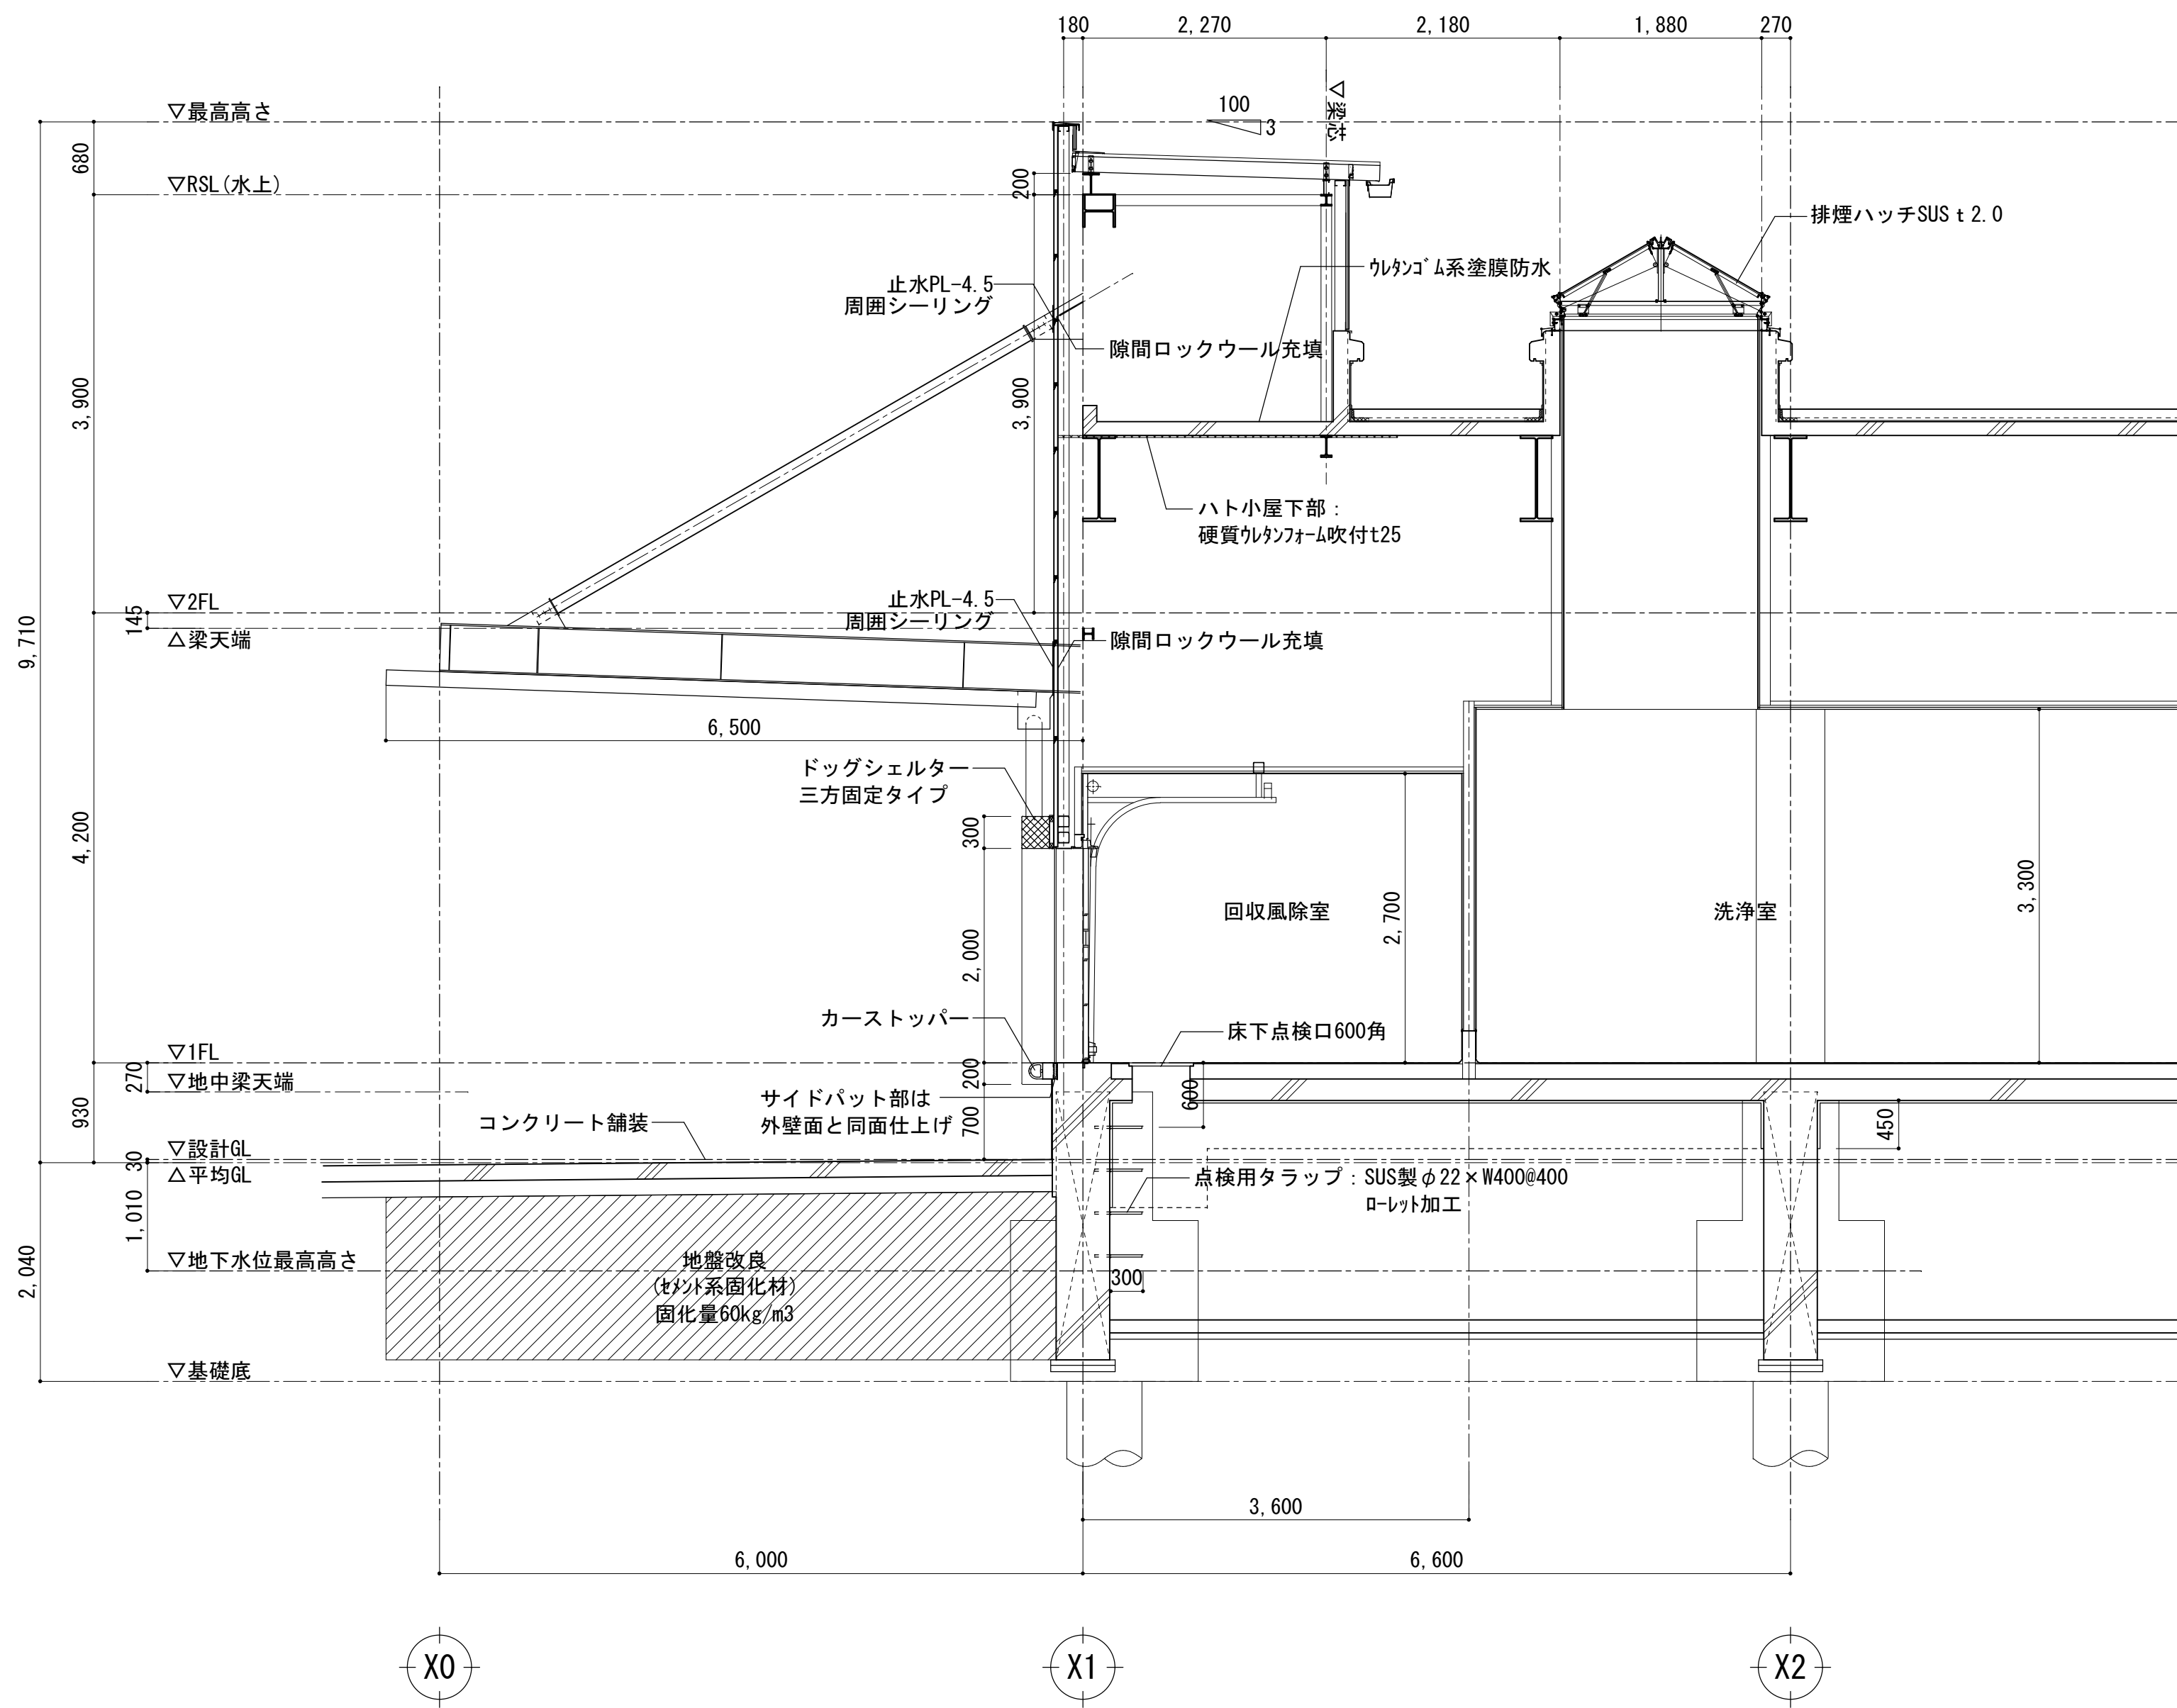 180
2,270
2,180
1,880
270
▽最高高さ
▽梁芯
100
3
680
▽RSL(水上)
200
排煙ハッチSUS t 2.0
ウレタンゴム系塗膜防水
止水PL-4.5
周囲シーリング
隙間ロックウール充填
3,900
3,900
ハト小屋下部：
硬質ウレタンフォーム吹付t25
▽2FL
145
△梁天端
止水PL-4.5
周囲シーリング
隙間ロックウール充填
9,710
6,500
ドッグシェルター
三方固定タイプ
4,200
300
2,000
回収風除室
2,700
洗浄室
3,300
カーストッパー
床下点検口600角
▽1FL
270
▽地中梁天端
200
サイドパット部は
外壁面と同面仕上げ
600
930
コンクリート舗装
700
450
▽設計GL
30
△平均GL
点検用タラップ：SUS製φ22×W400@400
ローレット加工
1,010
▽地下水位最高高さ
地盤改良
(セメント系固化材)
固化量60kg/m3
300
2,040
▽基礎底
3,600
6,000
6,600
X0
X1
X2